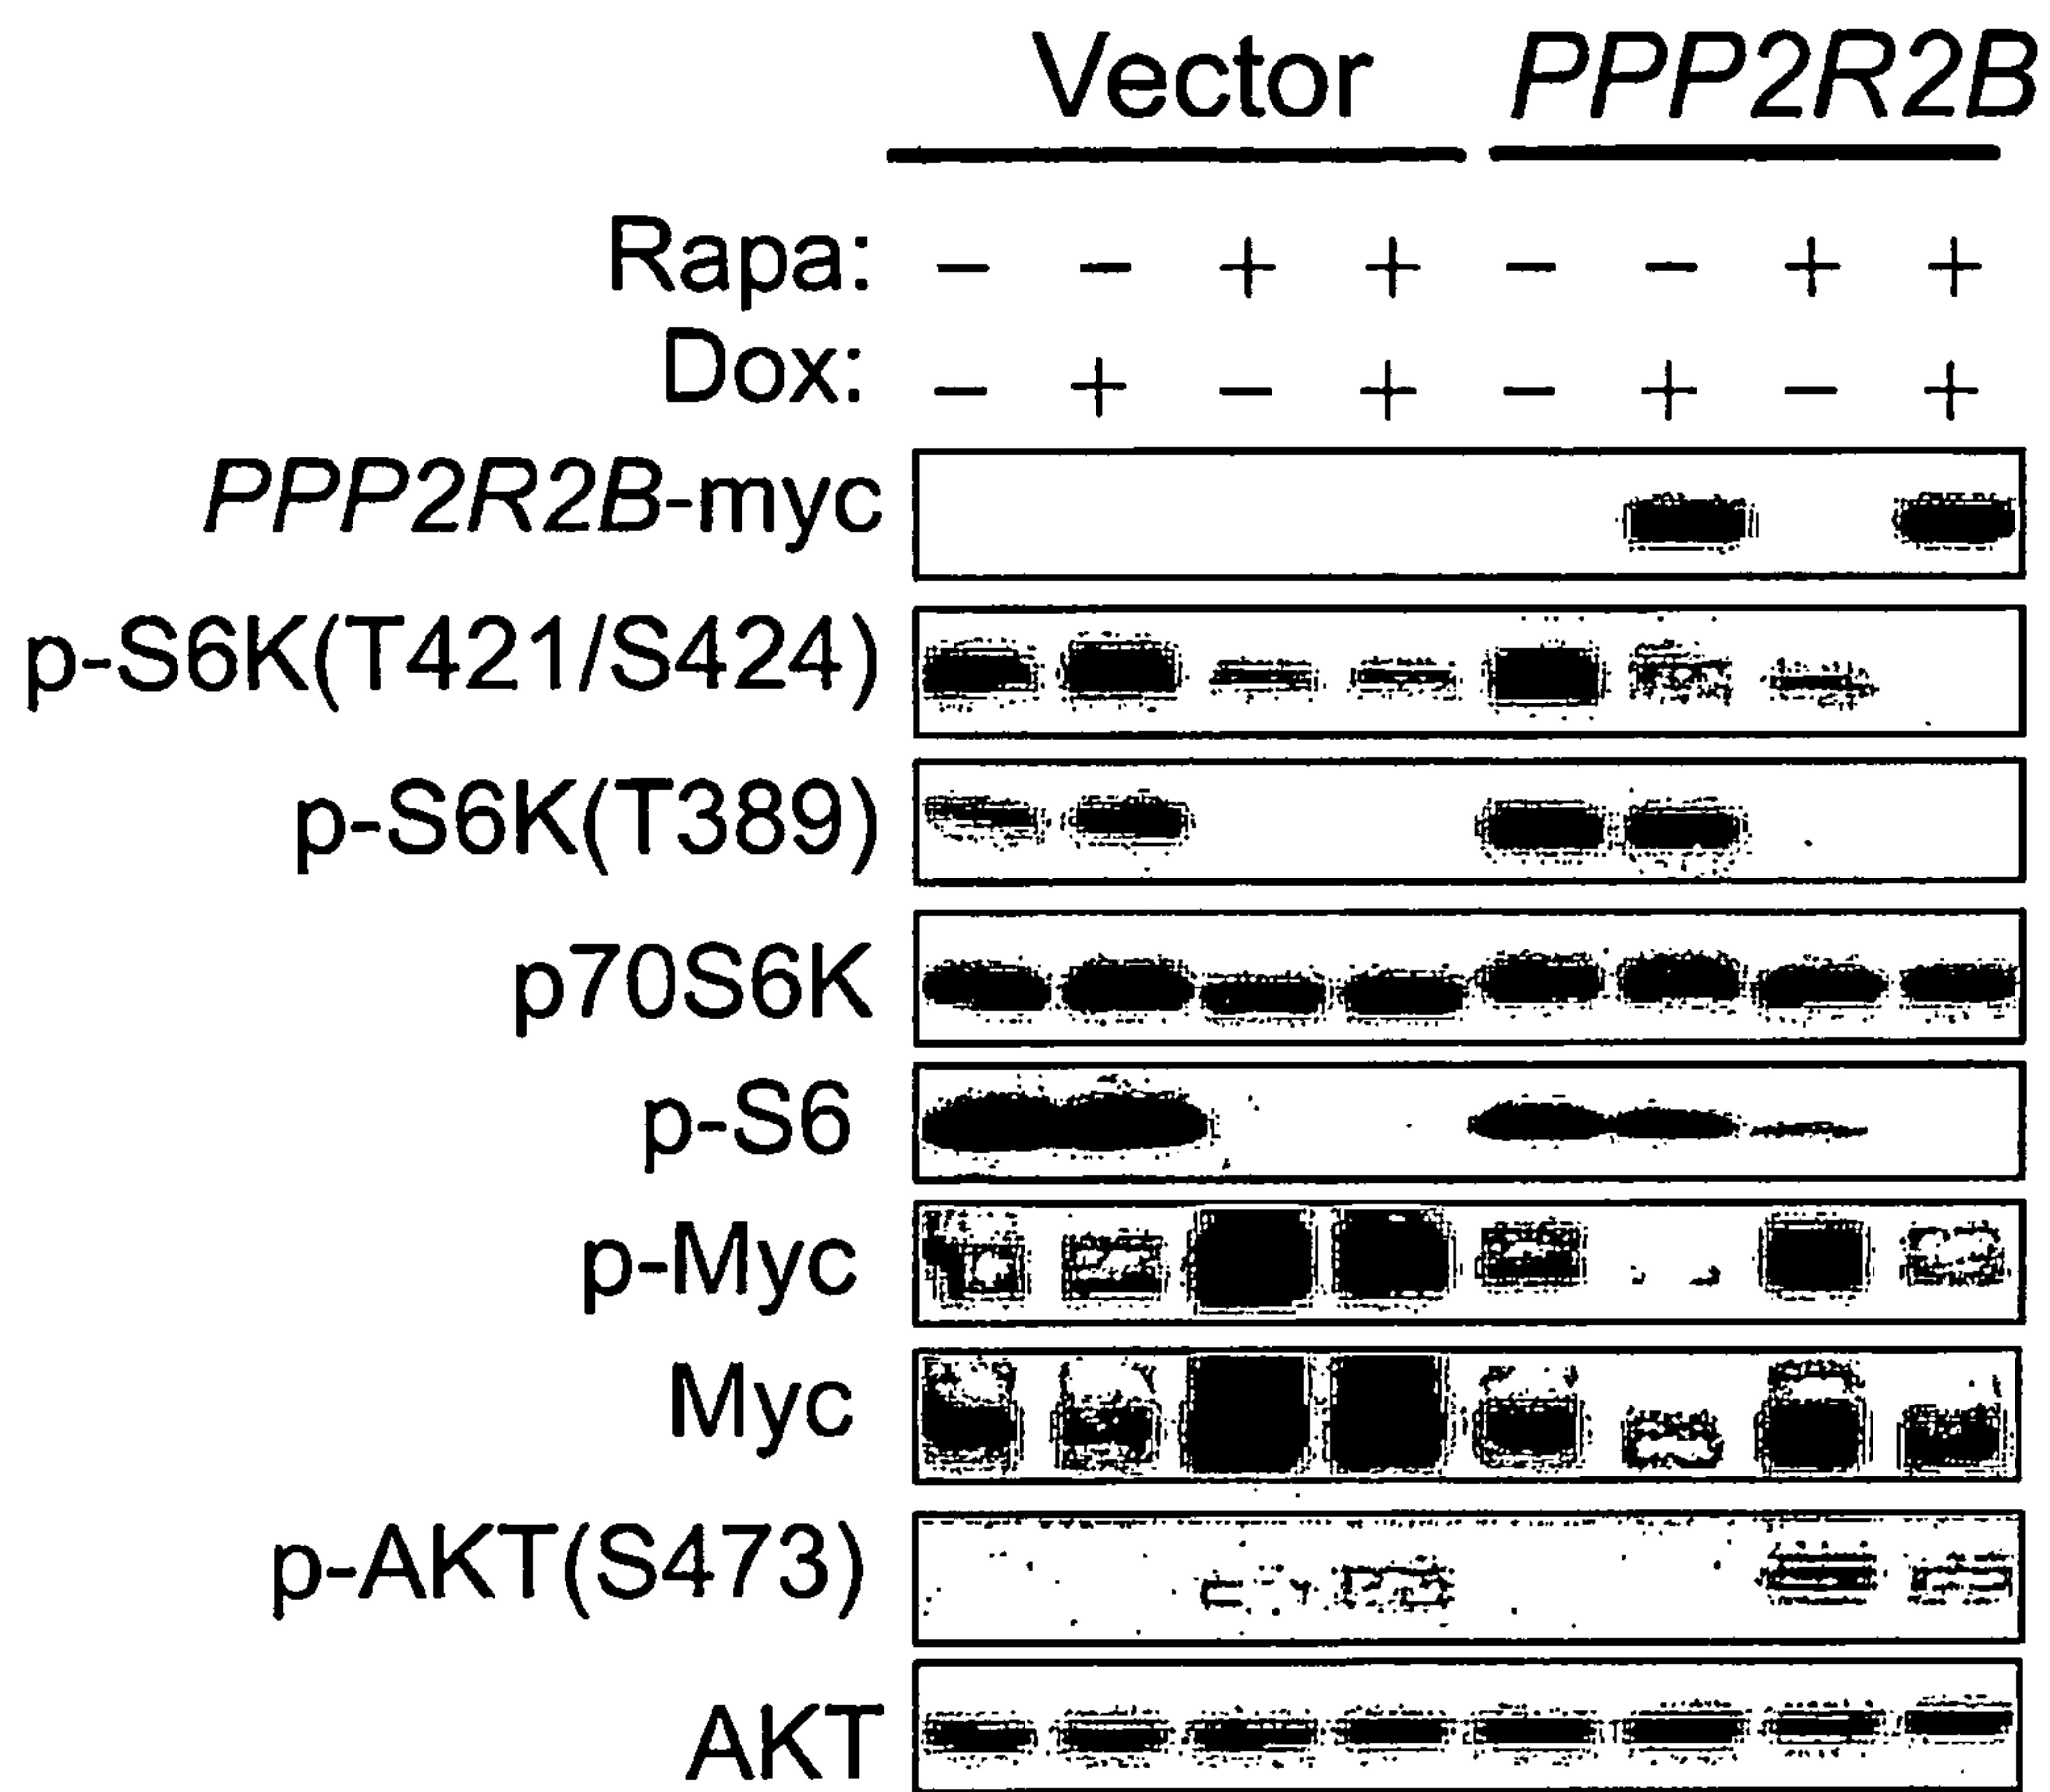 Vector PPP2R2B
Rapa: – – + + – – + +
Dox: – + – + – + – +
PPP2R2B-myc
p-S6K(T421/S424)
p-S6K(T389)
p70S6K
p-S6
p-Myc
Myc
p-AKT(S473)
AKT